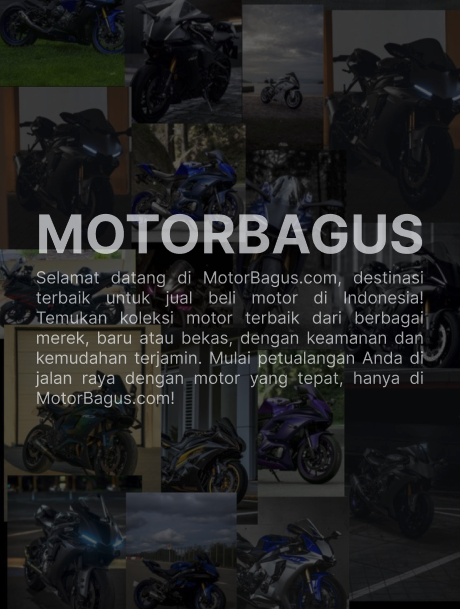 MOTORBAGUS
Selamat datang di MotorBagus.com, destinasi
terbaik untuk jual beli motor di Indonesia!
Temukan koleksi motor terbaik dari berbagai
merek, baru atau bekas, dengan keamanan dan
kemudahan terjamin. Mulai petualangan Anda di
jalan raya dengan motor yang tepat, hanya di
MotorBagus.com!